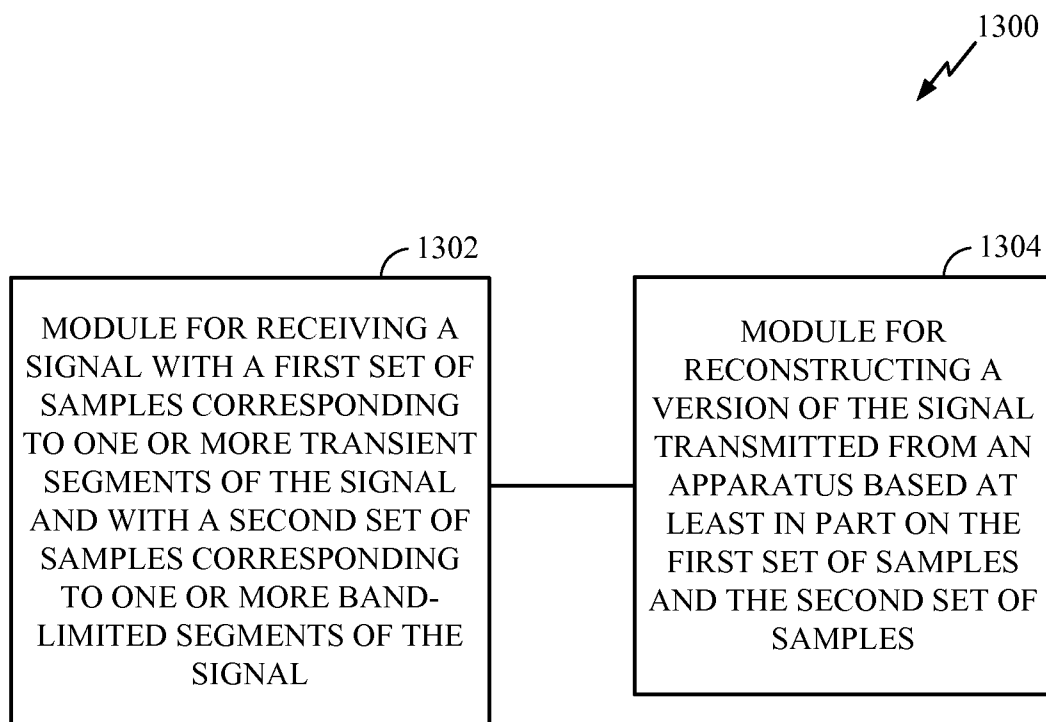 1300
1302
MODULE FOR RECEIVING A
SIGNAL WITH A FIRST SET OF
SAMPLES CORRESPONDING
TO ONE OR MORE TRANSIENT
SEGMENTS OF THE SIGNAL
AND WITH A SECOND SET OF
SAMPLES CORRESPONDING
TO ONE OR MORE BAND-
LIMITED SEGMENTS OF THE
SIGNAL
1304
MODULE FOR
RECONSTRUCTING A
VERSION OF THE SIGNAL
TRANSMITTED FROM AN
APPARATUS BASED AT
LEAST IN PART ON THE
FIRST SET OF SAMPLES
AND THE SECOND SET OF
SAMPLES